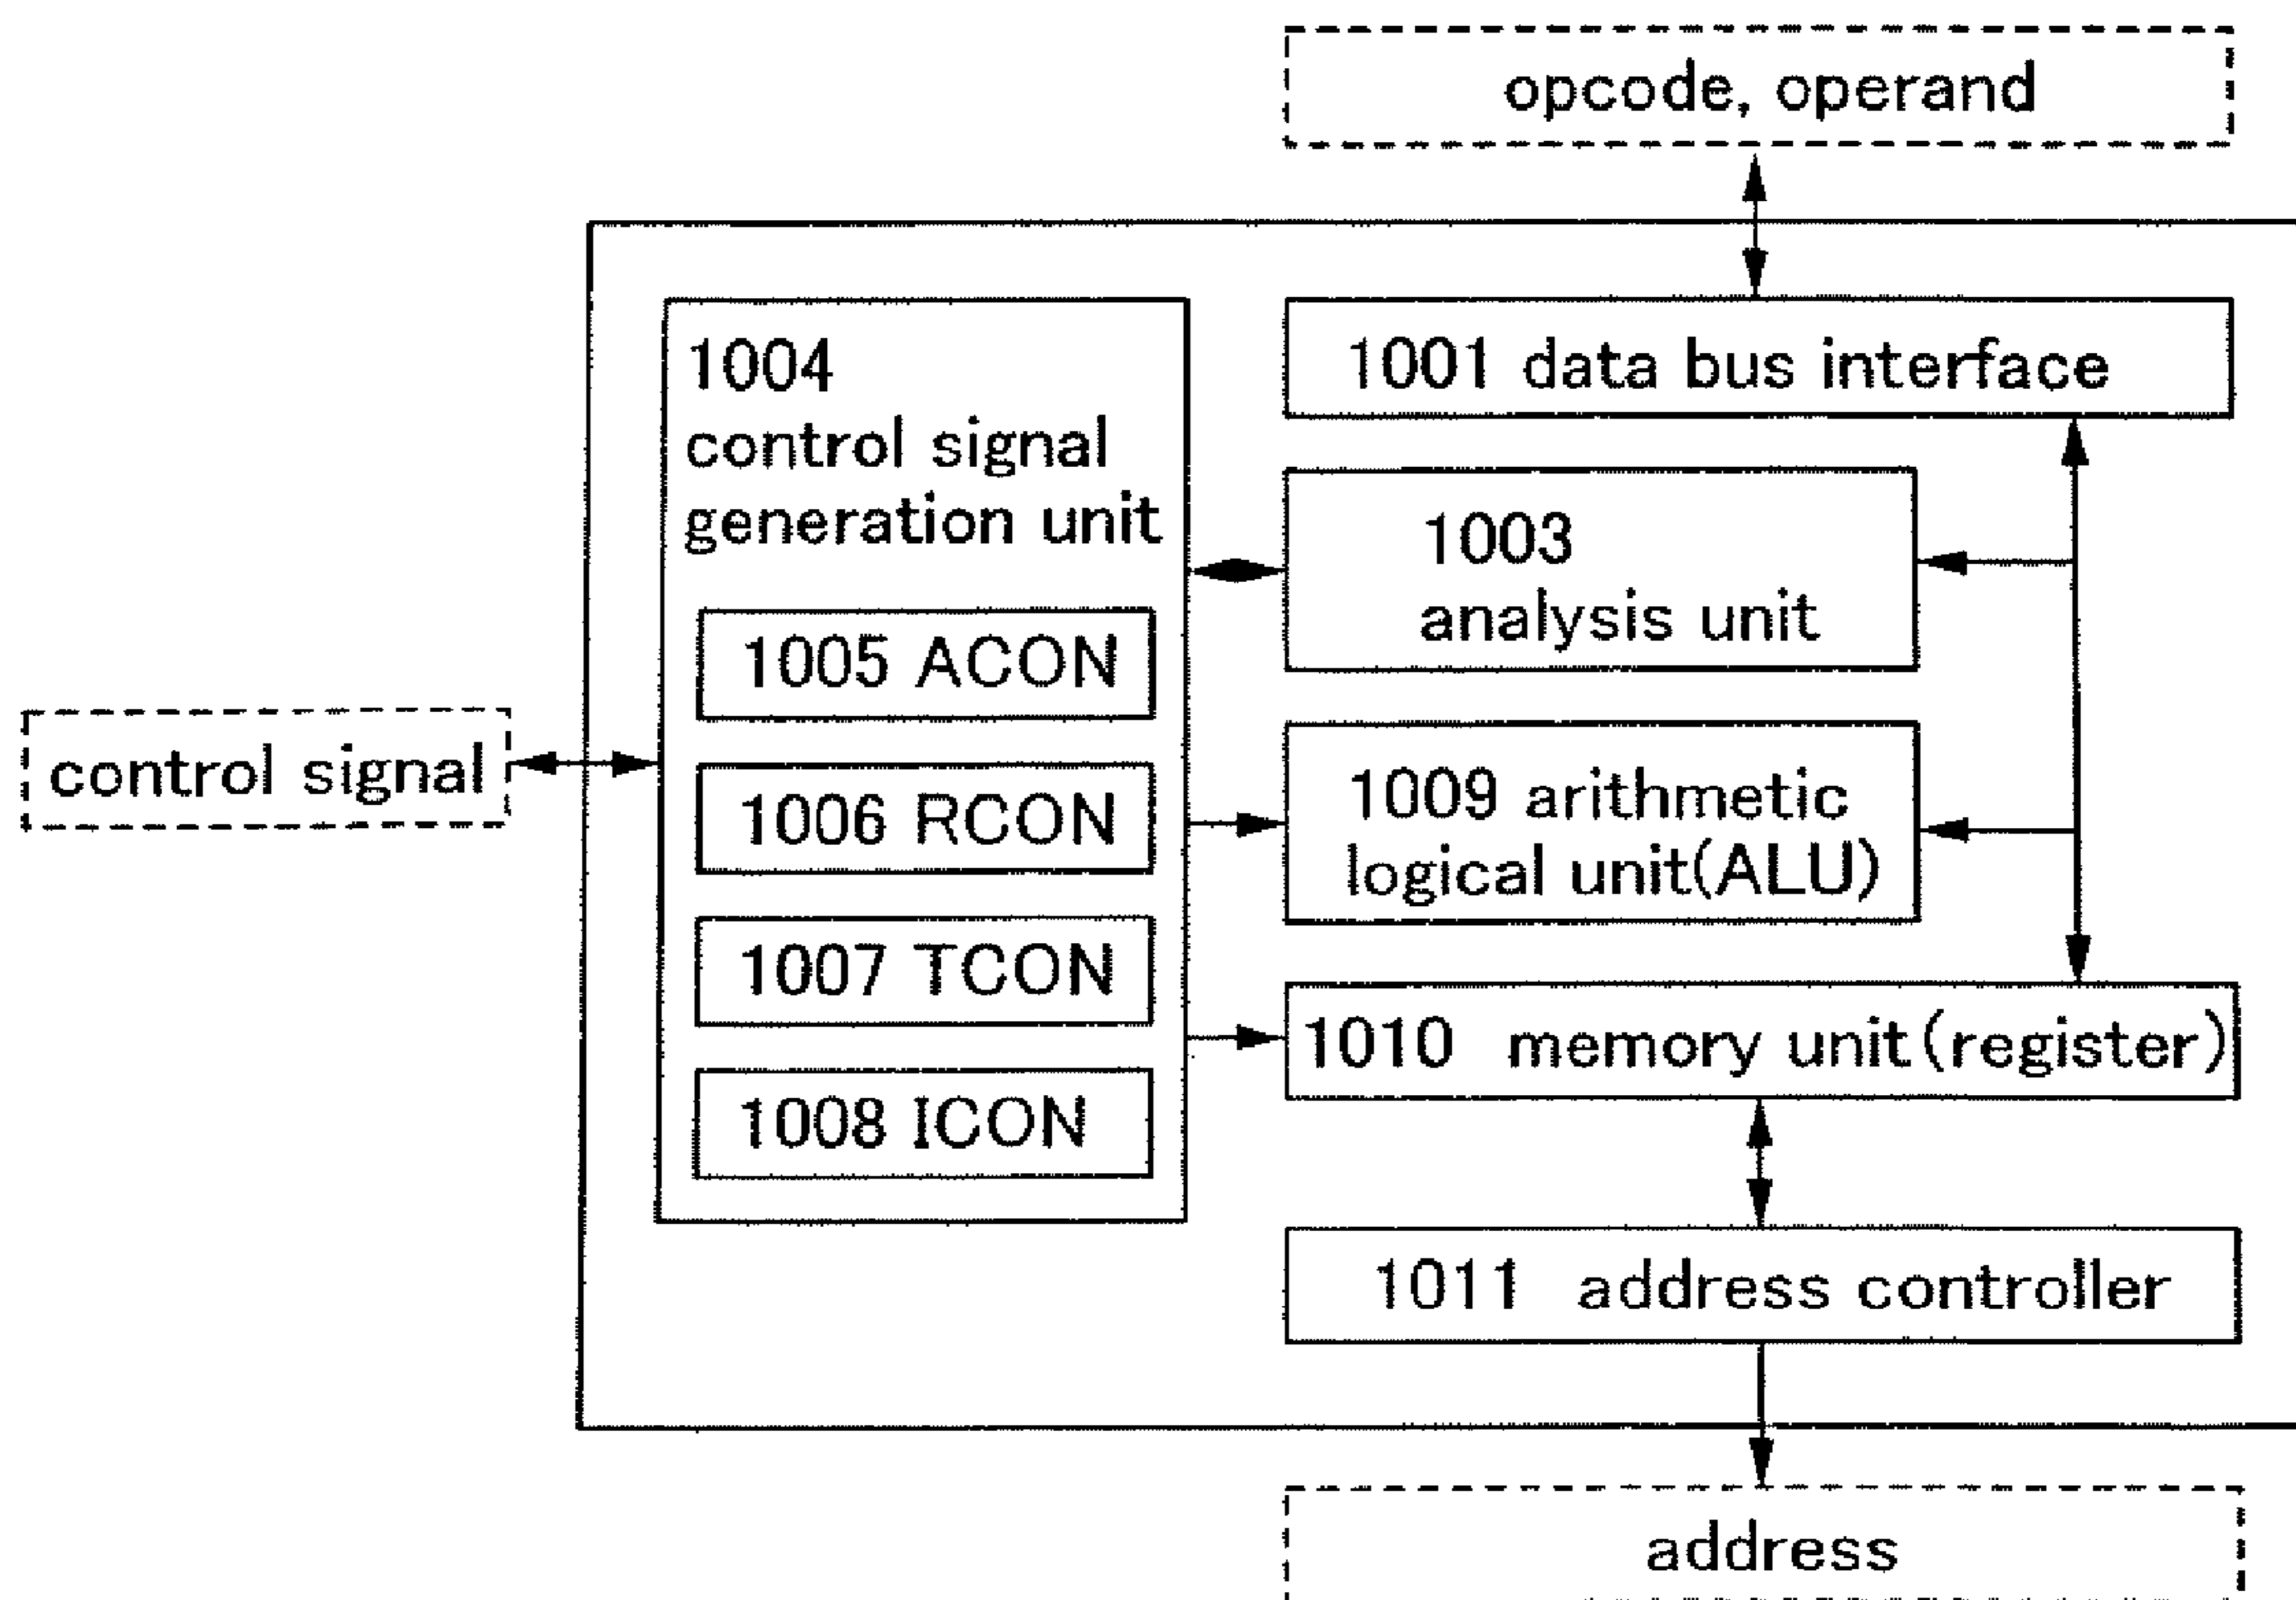 opcode, operand
1001 data bus interface
1004
control signal
generation unit
1003
analysis unit
1005 ACON
control signal
1006 RCON
1009 arithmetic
logical unit(ALU)
1007 TCON
1010 memory unit(register)
1008 ICON
1011 address controller
address